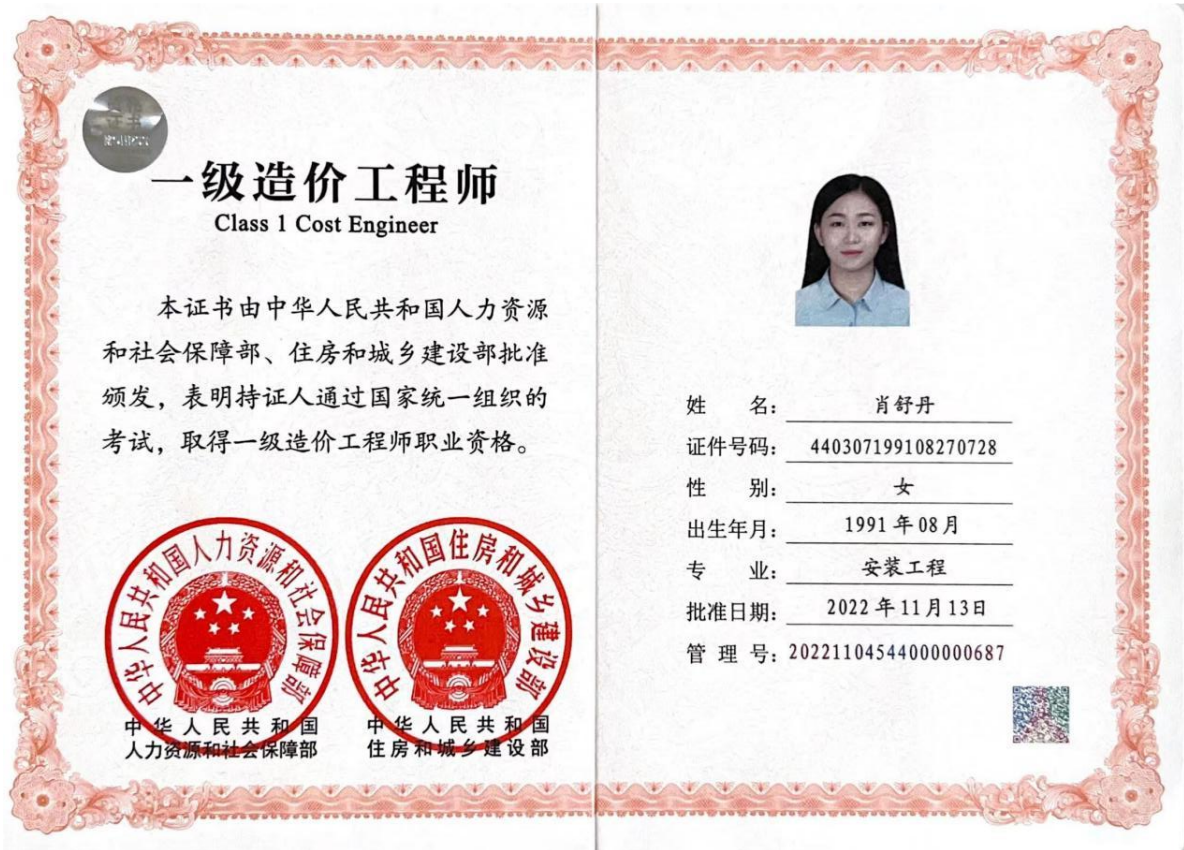 一级造价工程师
Class 1 Cost Engineer
本证书由中华人民共和国人力资源
和社会保障部、住房和城乡建设部批准
颁发，表明持证人通过国家统一组织的
考试，取得一级造价工程师职业资格。
中华人民共和国人力资源和社会保障部
中华人民共和国住房和城乡建设部
中华人民共和国
人力资源和社会保障部
中华人民共和国
住房和城乡建设部
姓 名：肖舒丹
证件号码：440307199108270728
性 别：女
出生年月：1991年08月
专 业：安装工程
批准日期：2022年11月13日
管 理 号：20221104544000000687